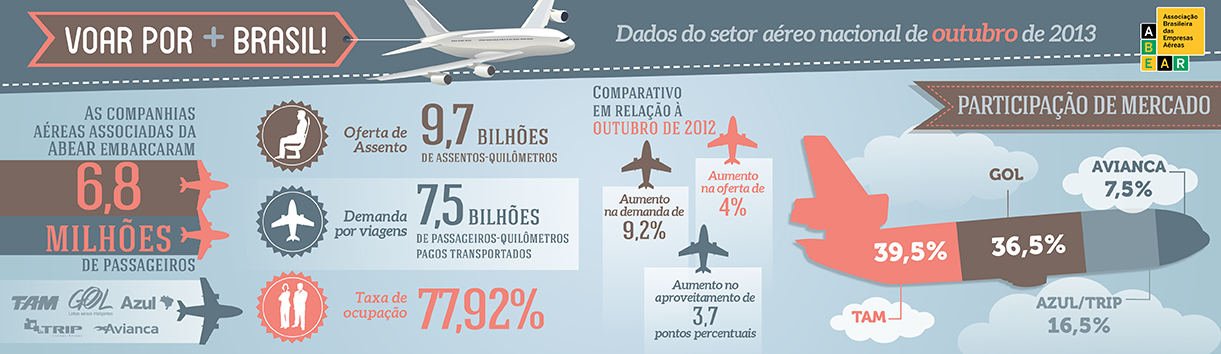 VOAR POR + BRASIL!
Dados do setor aéreo nacional de outubro de 2013
Associação
Brasileira
das
Empresas
Aéreas
ABEAR
AS COMPANHIAS
AÉREAS ASSOCIADAS DA
ABEAR EMBARCARAM
6,8
MILHÕES
DE PASSAGEIROS
TAM
GOL
Linhas aéreas inteligentes
Azul
TRIP
Avianca
Oferta de
Assento
9,7 BILHÕES
DE ASSENTOS-QUILÔMETROS
Demanda
por viagens
7,5 BILHÕES
DE PASSAGEIROS-QUILÔMETROS
PAGOS TRANSPORTADOS
Taxa de
ocupação
77,92%
COMPARATIVO
EM RELAÇÃO À
OUTUBRO DE 2012
Aumento
na demanda de
9,2%
Aumento
na oferta de
4%
Aumento no
aproveitamento de
3,7
pontos percentuais
PARTICIPAÇÃO DE MERCADO
GOL
AVIANCA
7,5%
39,5%
36,5%
TAM
AZUL/TRIP
16,5%